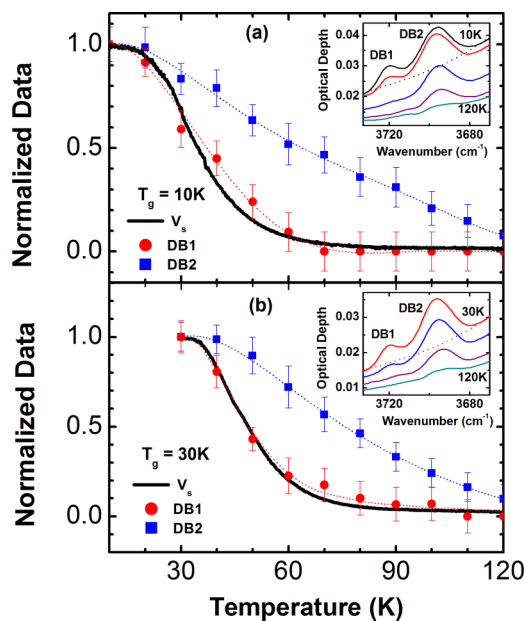 (a)
1.0
0.5
0.0
Normalized Data
T_g = 10K
V_s
DB1
DB2
0.04
0.03
0.02
Optical Depth
DB1
DB2
10K
120K
3720
3680
Wavenumber (cm⁻¹)
(b)
1.0
0.5
0.0
Normalized Data
T_g = 30K
V_s
DB1
DB2
0.04
0.03
0.02
0.01
Optical Depth
DB1
DB2
30K
120K
3720
3680
Wavenumber (cm⁻¹)
30
60
90
120
Temperature (K)